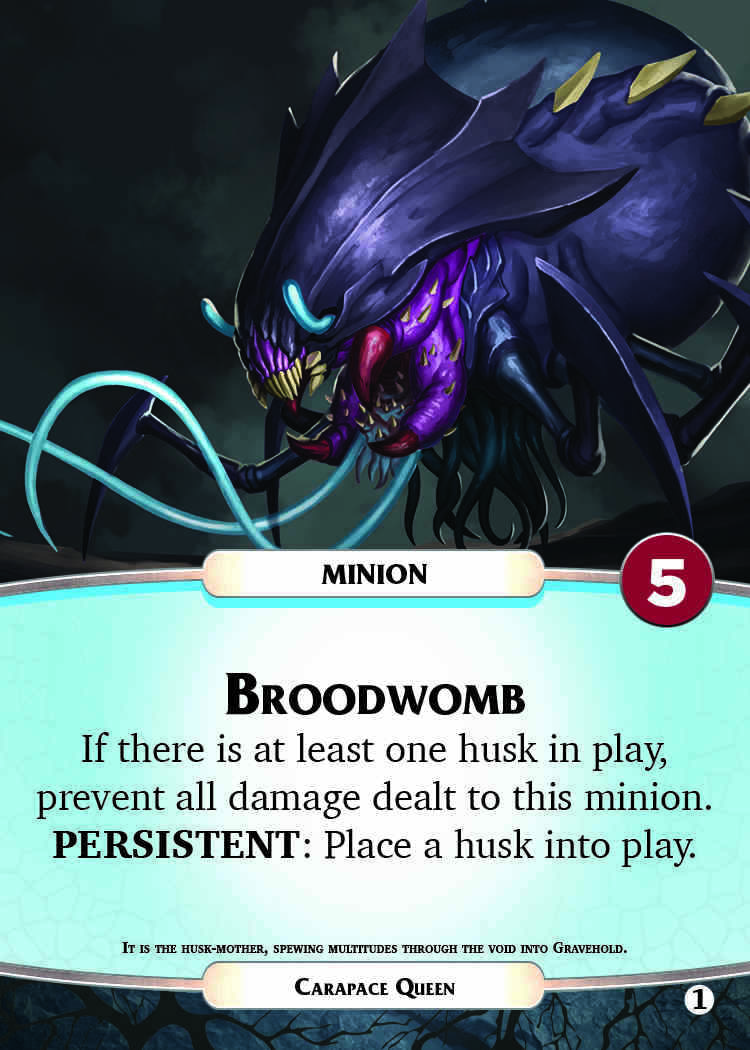 MINION
5
Broodwomb
If there is at least one husk in play,
prevent all damage dealt to this minion.
PERSISTENT: Place a husk into play.
It is the husk-mother, spewing multitudes through the void into Gravehold.
Carapace Queen
1